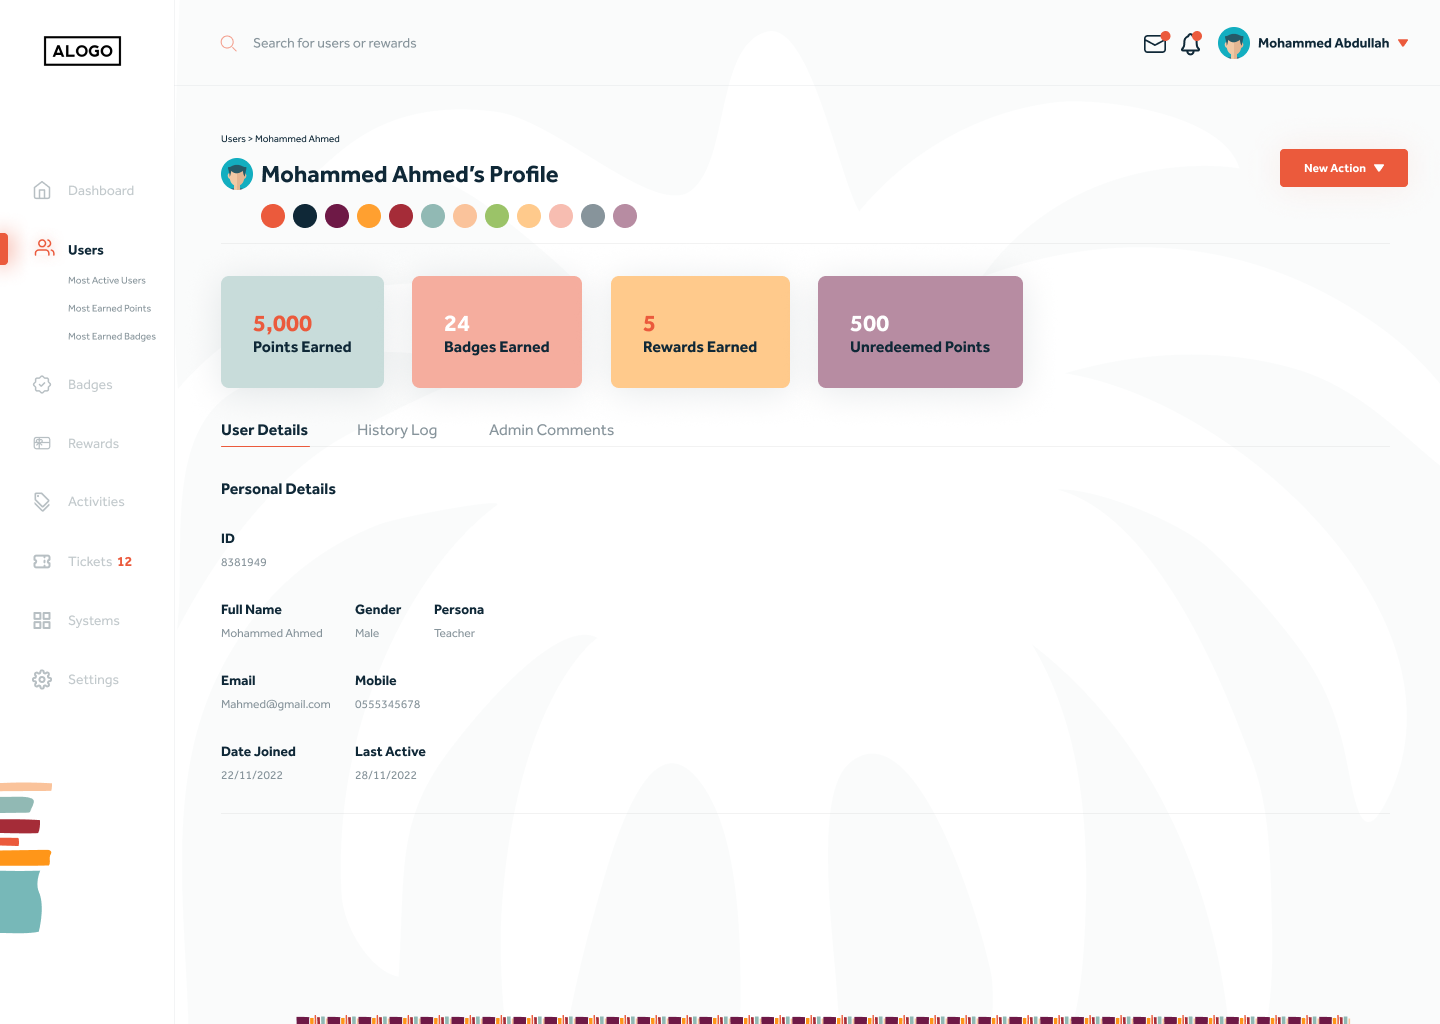 ALOGO
Search for users or rewards
Mohammed Abdullah
Dashboard
Users
Most Active Users
Most Earned Points
Most Earned Badges
Badges
Rewards
Activities
Tickets 12
Systems
Settings
Users > Mohammed Ahmed
Mohammed Ahmed's Profile
New Action
5,000
Points Earned
24
Badges Earned
5
Rewards Earned
500
Unredeemed Points
User Details
History Log
Admin Comments
Personal Details
ID
8381949
Full Name Gender Persona
Mohammed Ahmed Male Teacher
Email Mobile
Mahmed@gmail.com 0555345678
Date Joined Last Active
22/11/2022 28/11/2022